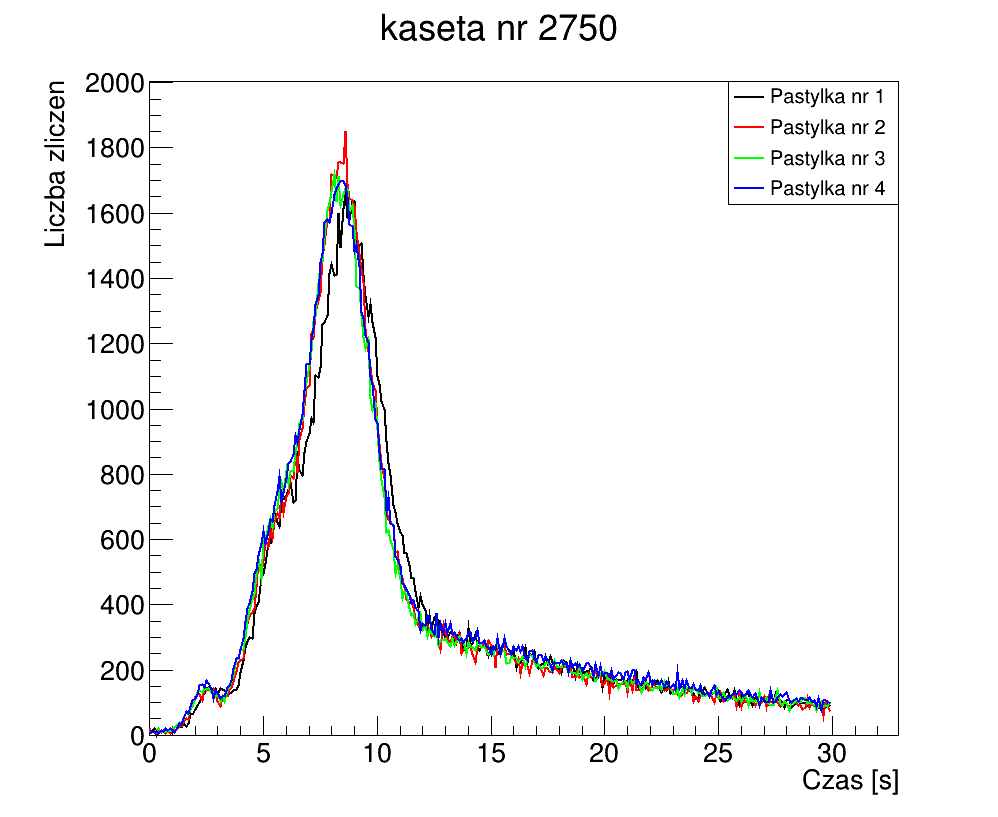 kaseta nr 2750
Liczba zliczen
2000
1800
1600
1400
1200
1000
800
600
400
200
0
Pastylka nr 1
Pastylka nr 2
Pastylka nr 3
Pastylka nr 4
0 5 10 15 20 25 30
Czas [s]